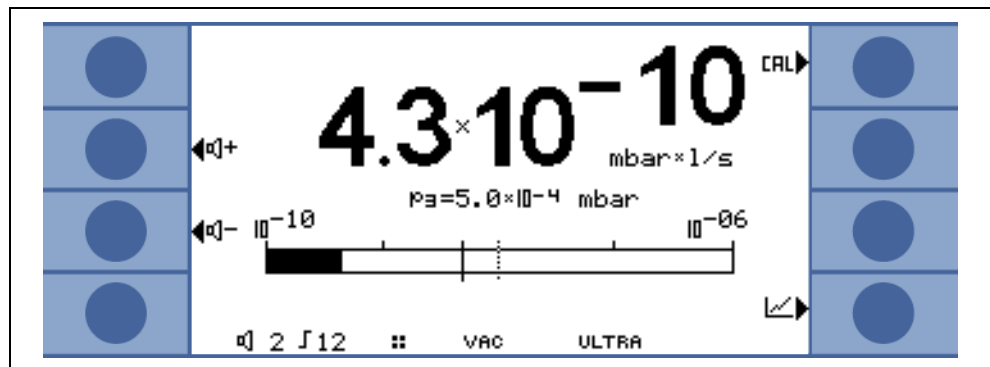 4.3×10⁻¹⁰ CAL
+ mbar×l/s
p3=5.0×10⁻⁴ mbar
- 10⁻¹⁰ 10⁻⁰⁶
2 ⎍12 VAC ULTRA